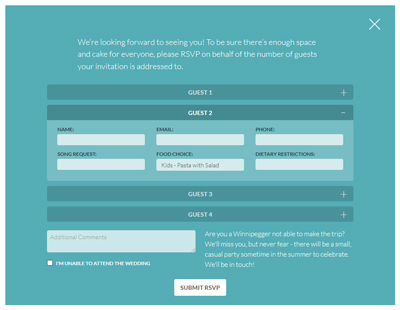 We're looking forward to seeing you! To be sure there's enough space
and cake for everyone, please RSVP on behalf of the number of guests
your invitation is addressed to.
GUEST 1
GUEST 2
NAME: EMAIL: PHONE:
SONG REQUEST: FOOD CHOICE: DIETARY RESTRICTIONS:
Kids - Pasta with Salad
GUEST 3
GUEST 4
Additional Comments
Are you a Winnipegger not able to make the trip?
We'll miss you, but never fear - there will be a small,
casual party sometime in the summer to celebrate.
We'll be in touch!
I'M UNABLE TO ATTEND THE WEDDING
SUBMIT RSVP